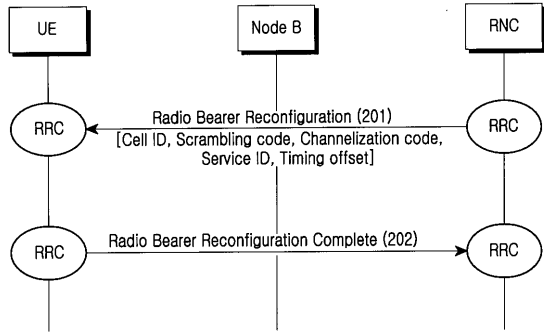 UE
Node B
RNC
RRC
Radio Bearer Reconfiguration (201)
RRC
[Cell ID, Scrambling code, Channelization code,
Service ID, Timing offset]
RRC
Radio Bearer Reconfiguration Complete (202)
RRC